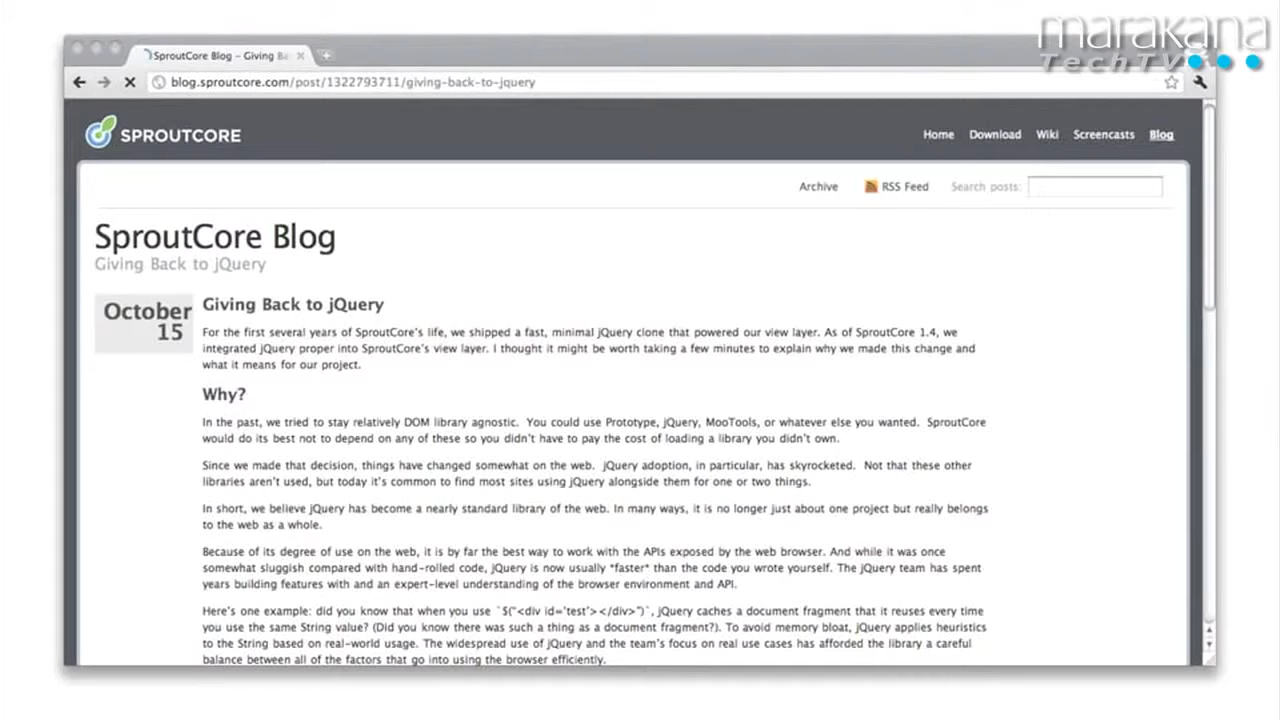 marakana
TechTV
SproutCore Blog – Giving Ba
blog.sproutcore.com/post/1322793711/giving-back-to-jquery
SPROUTCORE
Home Download Wiki Screencasts Blog
Archive RSS Feed Search posts:
SproutCore Blog
Giving Back to jQuery
October
15
Giving Back to jQuery
For the first several years of SproutCore's life, we shipped a fast, minimal jQuery clone that powered our view layer. As of SproutCore 1.4, we
integrated jQuery proper into SproutCore's view layer. I thought it might be worth taking a few minutes to explain why we made this change and
what it means for our project.
Why?
In the past, we tried to stay relatively DOM library agnostic. You could use Prototype, jQuery, MooTools, or whatever else you wanted. SproutCore
would do its best not to depend on any of these so you didn't have to pay the cost of loading a library you didn't own.
Since we made that decision, things have changed somewhat on the web. jQuery adoption, in particular, has skyrocketed. Not that these other
libraries aren't used, but today it's common to find most sites using jQuery alongside them for one or two things.
In short, we believe jQuery has become a nearly standard library of the web. In many ways, it is no longer just about one project but really belongs
to the web as a whole.
Because of its degree of use on the web, it is by far the best way to work with the APIs exposed by the web browser. And while it was once
somewhat sluggish compared with hand-rolled code, jQuery is now usually *faster* than the code you wrote yourself. The jQuery team has spent
years building features with and an expert-level understanding of the browser environment and API.
Here's one example: did you know that when you use `$("<div id='test'></div>")`, jQuery caches a document fragment that it reuses every time
you use the same String value? (Did you know there was such a thing as a document fragment?). To avoid memory bloat, jQuery applies heuristics
to the String based on real-world usage. The widespread use of jQuery and the team's focus on real use cases has afforded the library a careful
balance between all of the factors that go into using the browser efficiently.